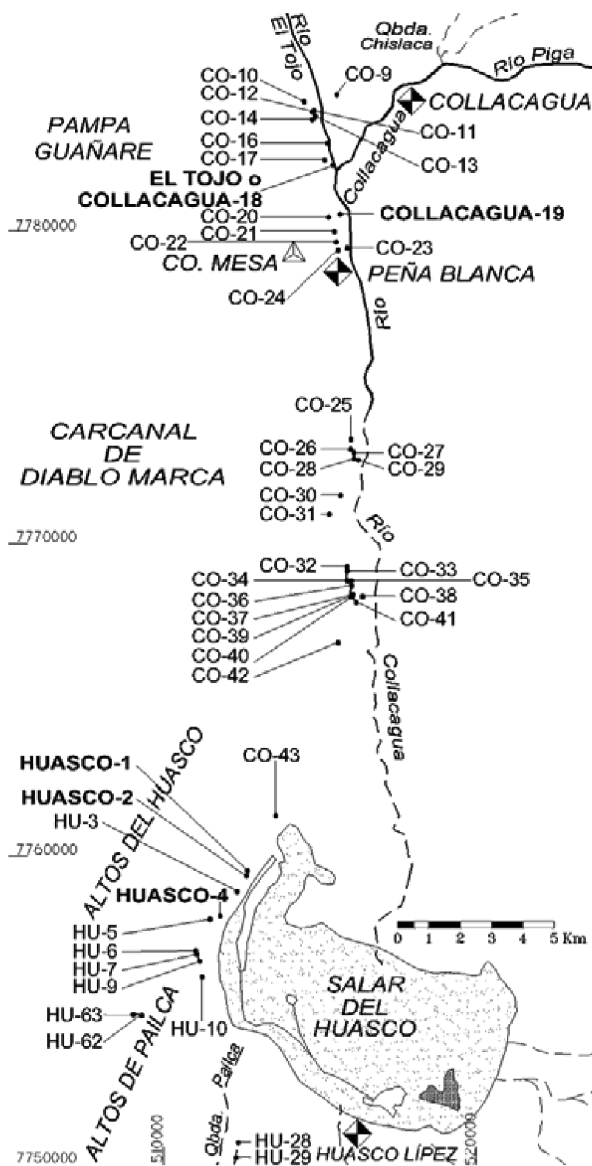 Río
El Tojo
Qbda.
Chislaca
Río Piga
CO-10
CO-9
CO-12
COLLACAGUA
CO-14
CO-11
PAMPA
GUAÑARE
CO-16
CO-13
CO-17
Collacagua
EL TOJO o
COLLACAGUA-18
CO-20
COLLACAGUA-19
7780000
CO-21
CO-22
CO-23
CO. MESA
PEÑA BLANCA
CO-24
Río
CO-25
CARCANAL
DE
DIABLO MARCA
CO-26
CO-27
CO-28
CO-29
CO-30
CO-31
Río
7770000
CO-32
CO-33
CO-34
CO-35
CO-36
CO-38
CO-37
CO-41
CO-39
CO-40
CO-42
Collacagua
ALTOS DEL HUASCO
HUASCO-1
CO-43
HUASCO-2
HU-3
7760000
HUASCO-4
HU-5
0 5 Km
HU-6
HU-7
HU-9
SALAR
DEL
HUASCO
HU-63
HU-10
HU-62
ALTOS DE PAILCA
Qbda. Pailca
HU-28
HU-29
HUASCO LÍPEZ
7750000
510000
520000